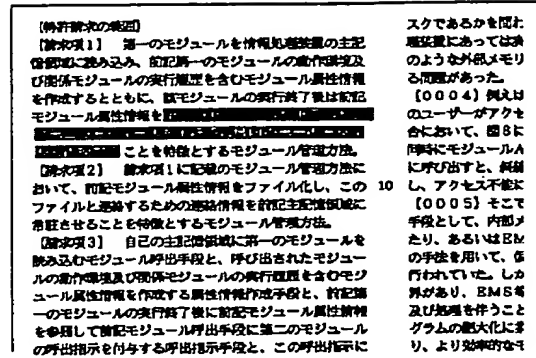 【特許請求の範囲】
【請求項1】 第一のモジュールを情報処理装置の主記
憶領域に読み込み、前記第一のモジュールの動作環境及
び関係モジュールの実行履歴を含むモジュール属性情報
を作成するとともに、該モジュールの実行終了後は前記
モジュール属性情報を
ことを特徴とするモジュール管理方法。
【請求項2】 請求項1に記載のモジュール管理方法に
おいて、前記モジュール属性情報をファイル化し、この
ファイルと連絡するための連絡情報を前記主記憶領域に
常駐させることを特徴とするモジュール管理方法。
【請求項3】 自己の主記憶領域に第一のモジュールを
読み込むモジュール呼出手段と、呼び出されたモジュー
ルの動作環境及び関係モジュールの実行履歴を含むモジ
ュール属性情報を作成する属性情報作成手段と、前記第
一のモジュールの実行終了後に前記モジュール属性情報
を参照して前記モジュール呼出手段に第二のモジュール
の呼出指示を付与する呼出指示手段と、この呼出指示に
10
スクであるかを問わ
理装置にあっては
のような外部メモリ
る問題があった。
【0004】例えば
のユーザーがアクセ
合において、図8に
同時にモジュールA
に呼び出すと、斜線
し、アクセス不能に
【0005】そこで
手段として、内部メ
たり、あるいはEM
の手法を用いて、仮
行われていた。しか
界があり、EMS等
及び処理を伴うこと
グラムの肥大化に
り、より効率的なモ